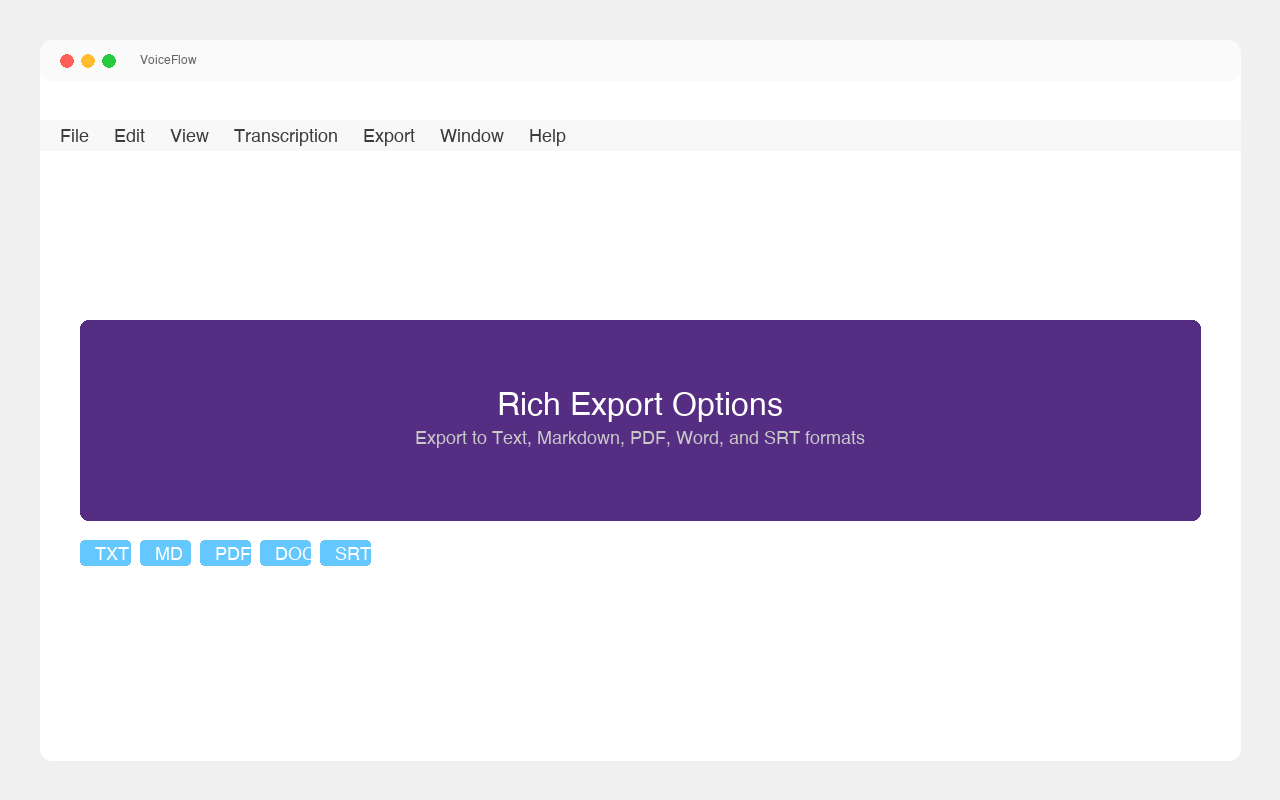 VoiceFlow
File Edit View Transcription Export Window Help
Rich Export Options
Export to Text, Markdown, PDF, Word, and SRT formats
TXT MD PDF DOC SRT